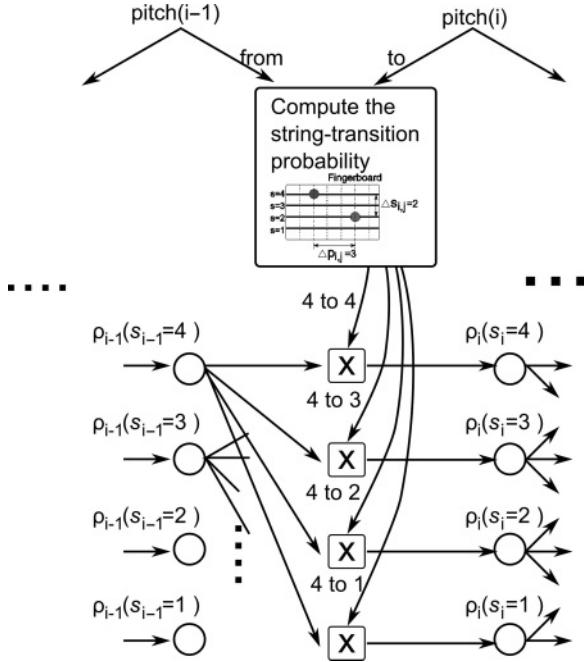 pitch(i−1)
pitch(i)
from
to
Compute the
string-transition
probability
Fingerboard
s=4
s=3
s=2
s=1
△s_{i,j}=2
△p_{i,j}=3
4 to 4
ρ_{i-1}(s_{i−1}=4 )
ρ_i(s_i=4)
X
4 to 3
ρ_{i-1}(s_{i−1}=3 )
ρ_i(s_i=3)
X
4 to 2
ρ_{i-1}(s_{i−1}=2 )
ρ_i(s_i=2)
X
4 to 1
ρ_{i-1}(s_{i−1}=1 )
ρ_i(s_i=1)
X